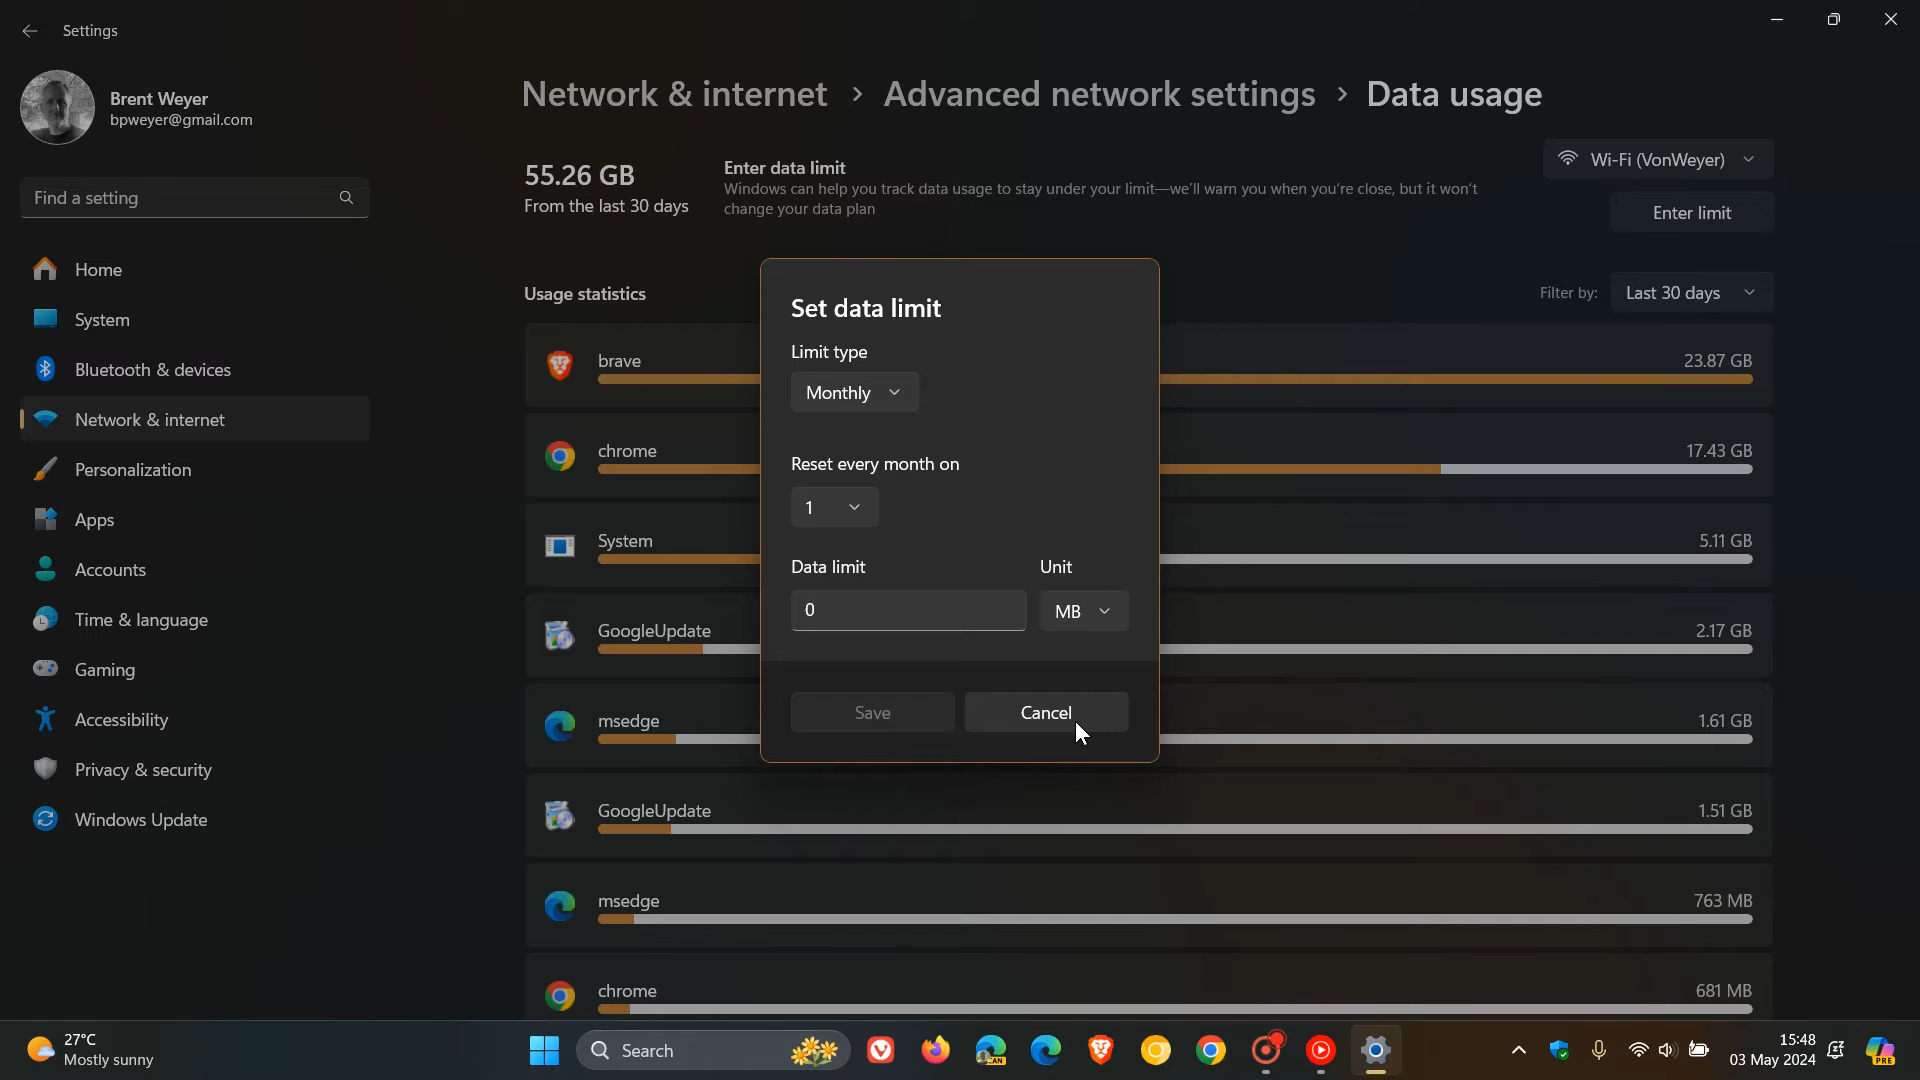 Settings
Brent Weyer
bpweyer@gmail.com
Find a setting
Home
System
Bluetooth & devices
Network & internet
Personalization
Apps
Accounts
Time & language
Gaming
Accessibility
Privacy & security
Windows Update
Network & internet > Advanced network settings > Data usage
55.26 GB
From the last 30 days
Enter data limit
Windows can help you track data usage to stay under your limit—we'll warn you when you're close, but it won't
change your data plan
Wi-Fi (VonWeyer)
Enter limit
Usage statistics
Filter by: Last 30 days
brave 23.87 GB
chrome 17.43 GB
System 5.11 GB
GoogleUpdate 2.17 GB
msedge 1.61 GB
GoogleUpdate 1.51 GB
msedge 763 MB
chrome 681 MB
Set data limit
Limit type
Monthly
Reset every month on
1
Data limit Unit
0 MB
Save Cancel
27°C
Mostly sunny
Search
CAN
15:48
03 May 2024
PRE